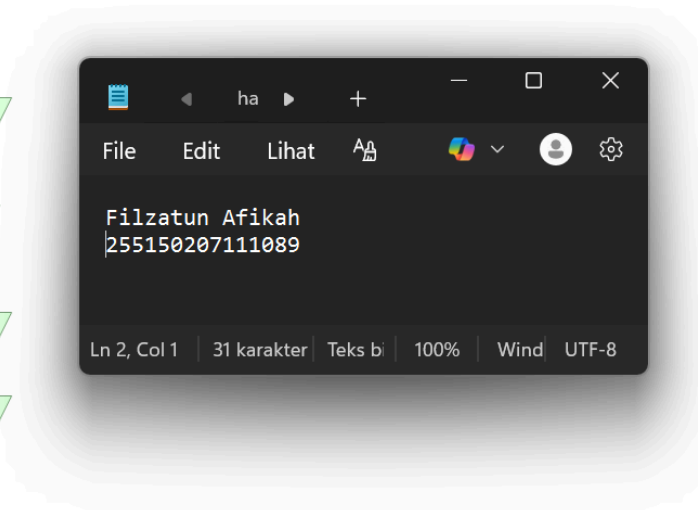 ha
File Edit Lihat
Filzatun Afikah
255150207111089
Ln 2, Col 1 31 karakter Teks bi 100% Wind UTF-8